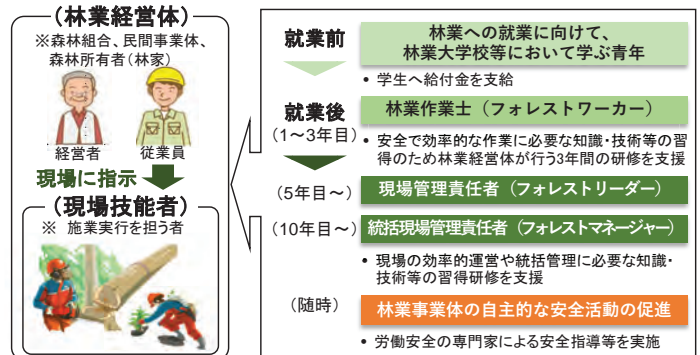 （林業経営体）
※森林組合、民間事業体、
森林所有者（林家）
経営者
従業員
現場に指示
（現場技能者）
※ 施業実行を担う者
就業前
林業への就業に向けて、
林業大学校等において学ぶ青年
• 学生へ給付金を支給
就業後
（1～3年目）
林業作業士（フォレストワーカー）
• 安全で効率的な作業に必要な知識・技術等の習
得のため林業経営体が行う3年間の研修を支援
（5年目～）
現場管理責任者（フォレストリーダー）
（10年目～）
統括現場管理責任者（フォレストマネージャー）
• 現場の効率的運営や統括管理に必要な知識・
技術等の習得研修を支援
（随時）
林業事業体の自主的な安全活動の促進
• 労働安全の専門家による安全指導等を実施